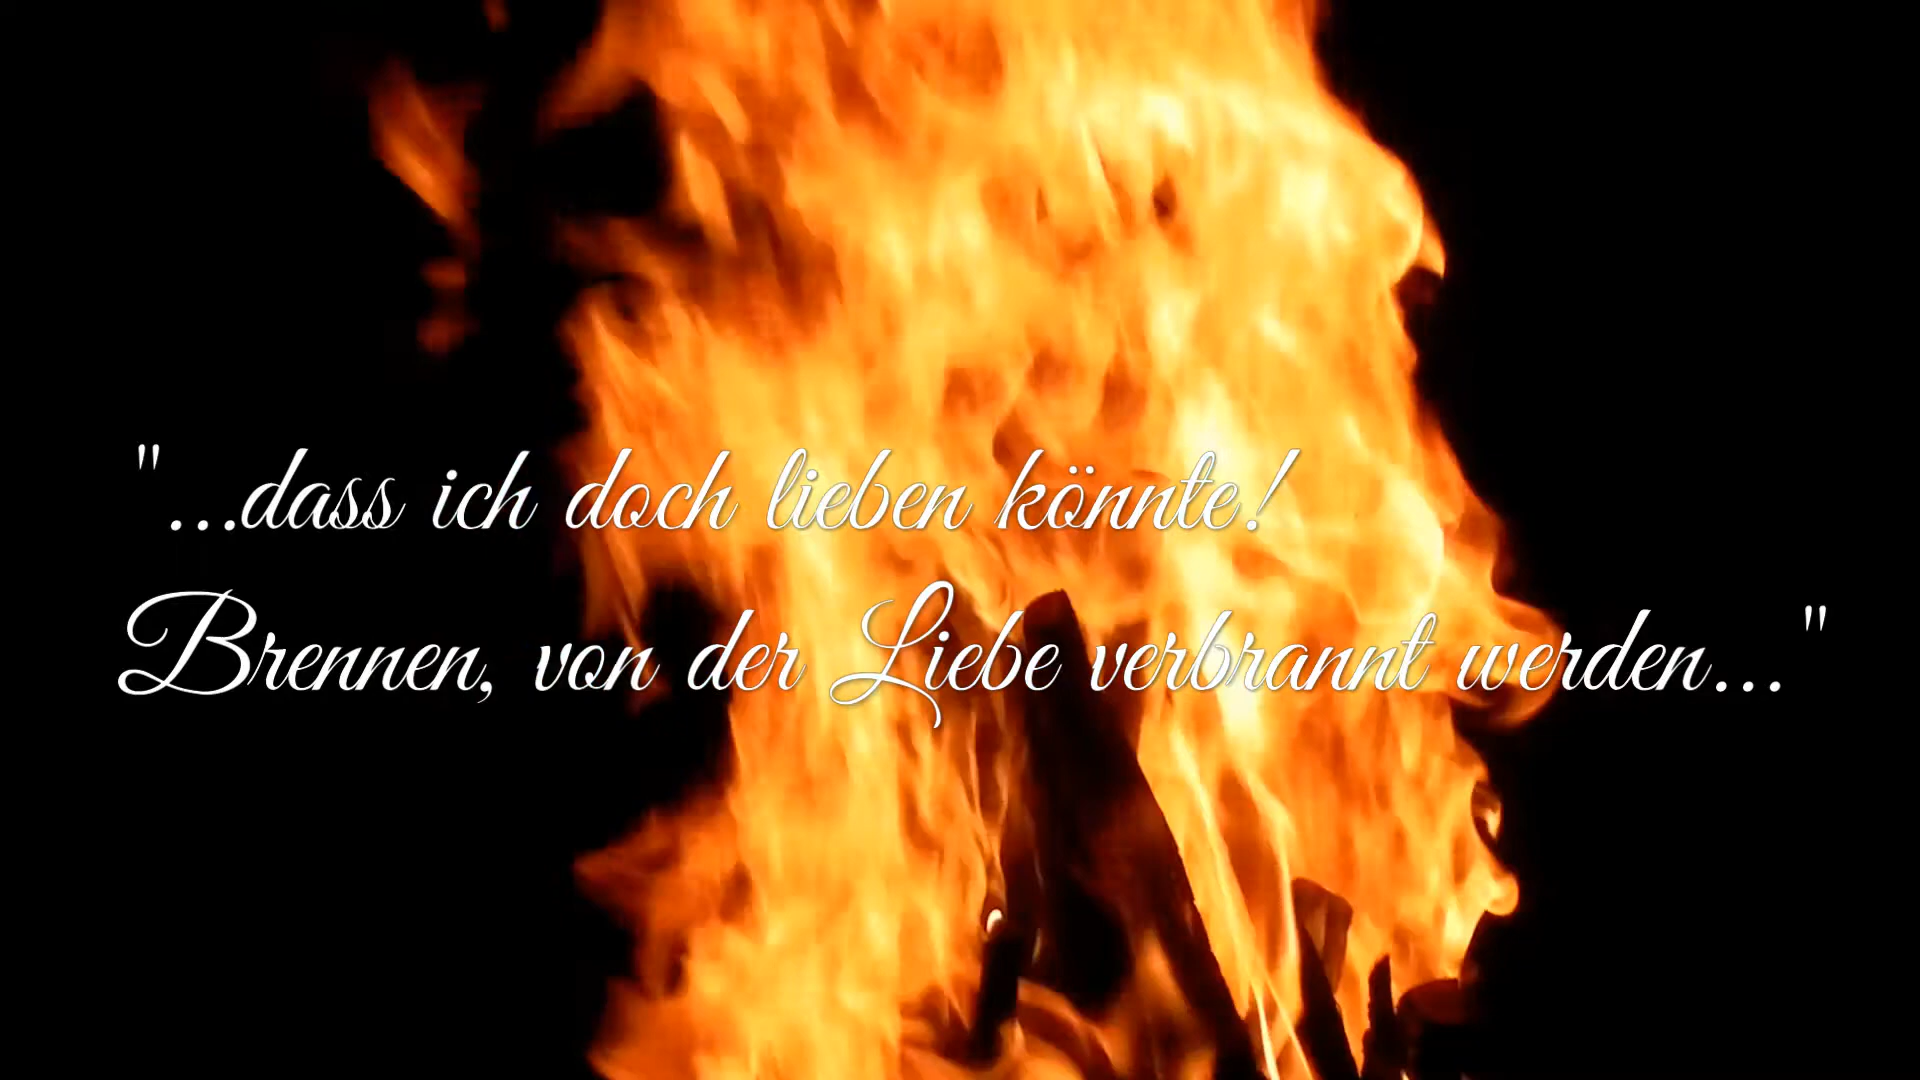 "...dass ich doch lieben könnte!
Brennen, von der Liebe verbrannt werden..."